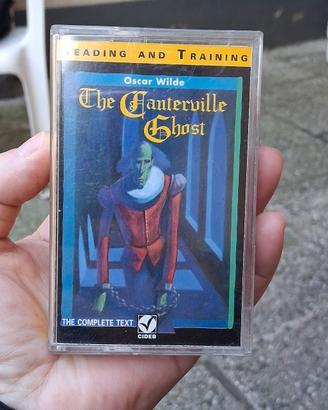 READING AND TRAINING
Oscar Wilde
The Canterville
Ghost
THE COMPLETE TEXT
CIDEB